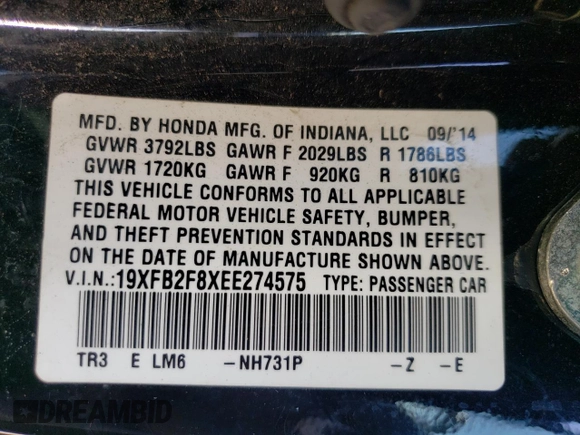 MFD. BY HONDA MFG. OF INDIANA, LLC 09/'14
GVWR 3792LBS GAWR F 2029LBS R 1786LBS
GVWR 1720KG GAWR F 920KG R 810KG
THIS VEHICLE CONFORMS TO ALL APPLICABLE
FEDERAL MOTOR VEHICLE SAFETY, BUMPER,
AND THEFT PREVENTION STANDARDS IN EFFECT
ON THE DATE OF MANUFACTURE SHOWN ABOVE.
V.I.N.:19XFB2F8XEE274575 TYPE: PASSENGER CAR
TR3 E LM6 –NH731P –Z –E
DREAMBID